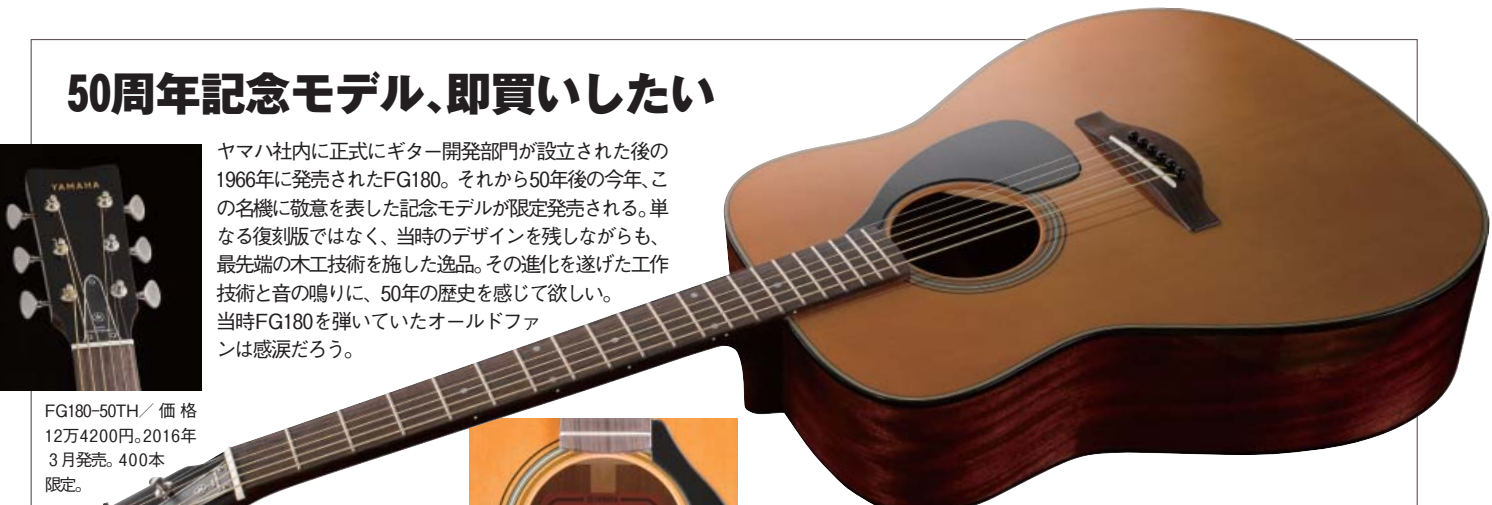 50周年記念モデル、即買いしたい
ヤマハ社内に正式にギター開発部門が設立された後の
1966年に発売されたFG180。それから50年後の今年、こ
の名機に敬意を表した記念モデルが限定発売される。単
なる復刻版ではなく、当時のデザインを残しながらも、
最先端の木工技術を施した逸品。その進化を遂げた工作
技術と音の鳴りに、50年の歴史を感じて欲しい。
当時FG180を弾いていたオールドファ
ンは感涙だろう。
YAMAHA
FG180-50TH／価格
12万4200円。2016年
3月発売。400本
限定。